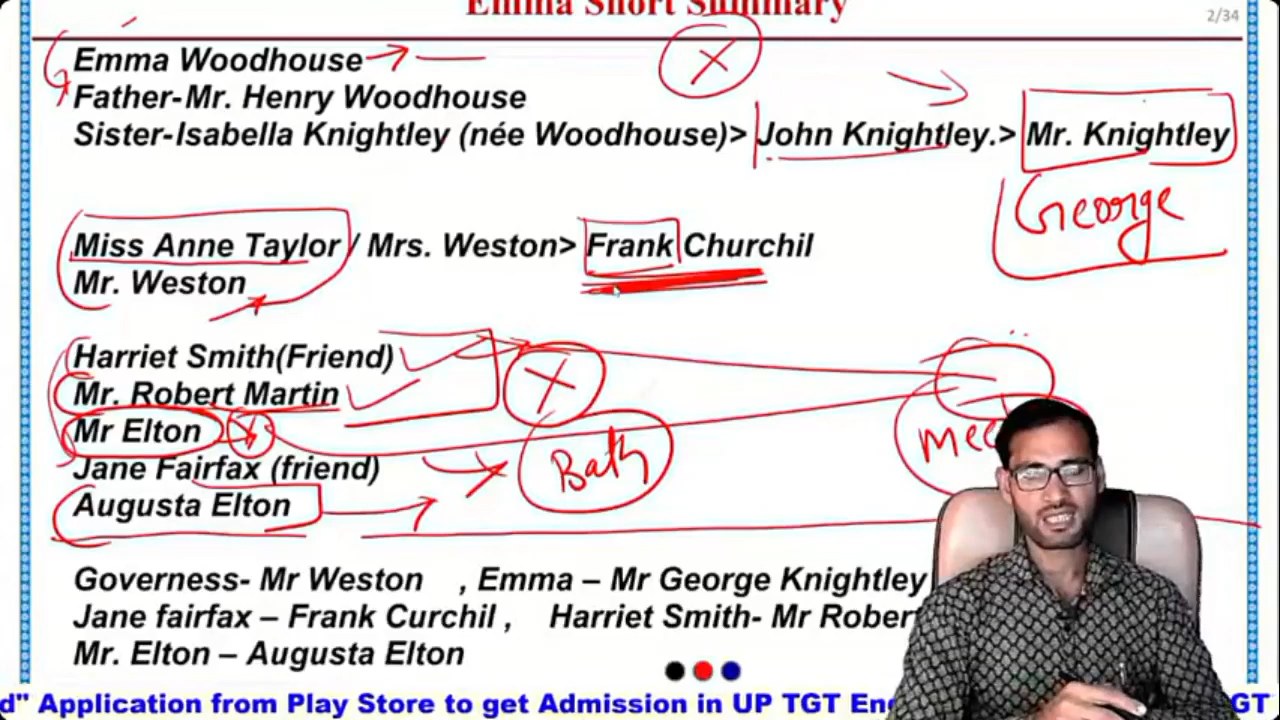 Emma Short Summary
2/34
Emma Woodhouse
Father-Mr. Henry Woodhouse
Sister-Isabella Knightley (née Woodhouse)> John Knightley.> Mr. Knightley
George
Miss Anne Taylor / Mrs. Weston> Frank Churchil
Mr. Weston
Harriet Smith(Friend)
Mr. Robert Martin
Mr Elton
Jane Fairfax (friend)
Bath
Augusta Elton
Governess- Mr Weston , Emma – Mr George Knightley
Jane fairfax – Frank Curchil , Harriet Smith- Mr Robert
Mr. Elton – Augusta Elton
d" Application from Play Store to get Admission in UP TGT En GT